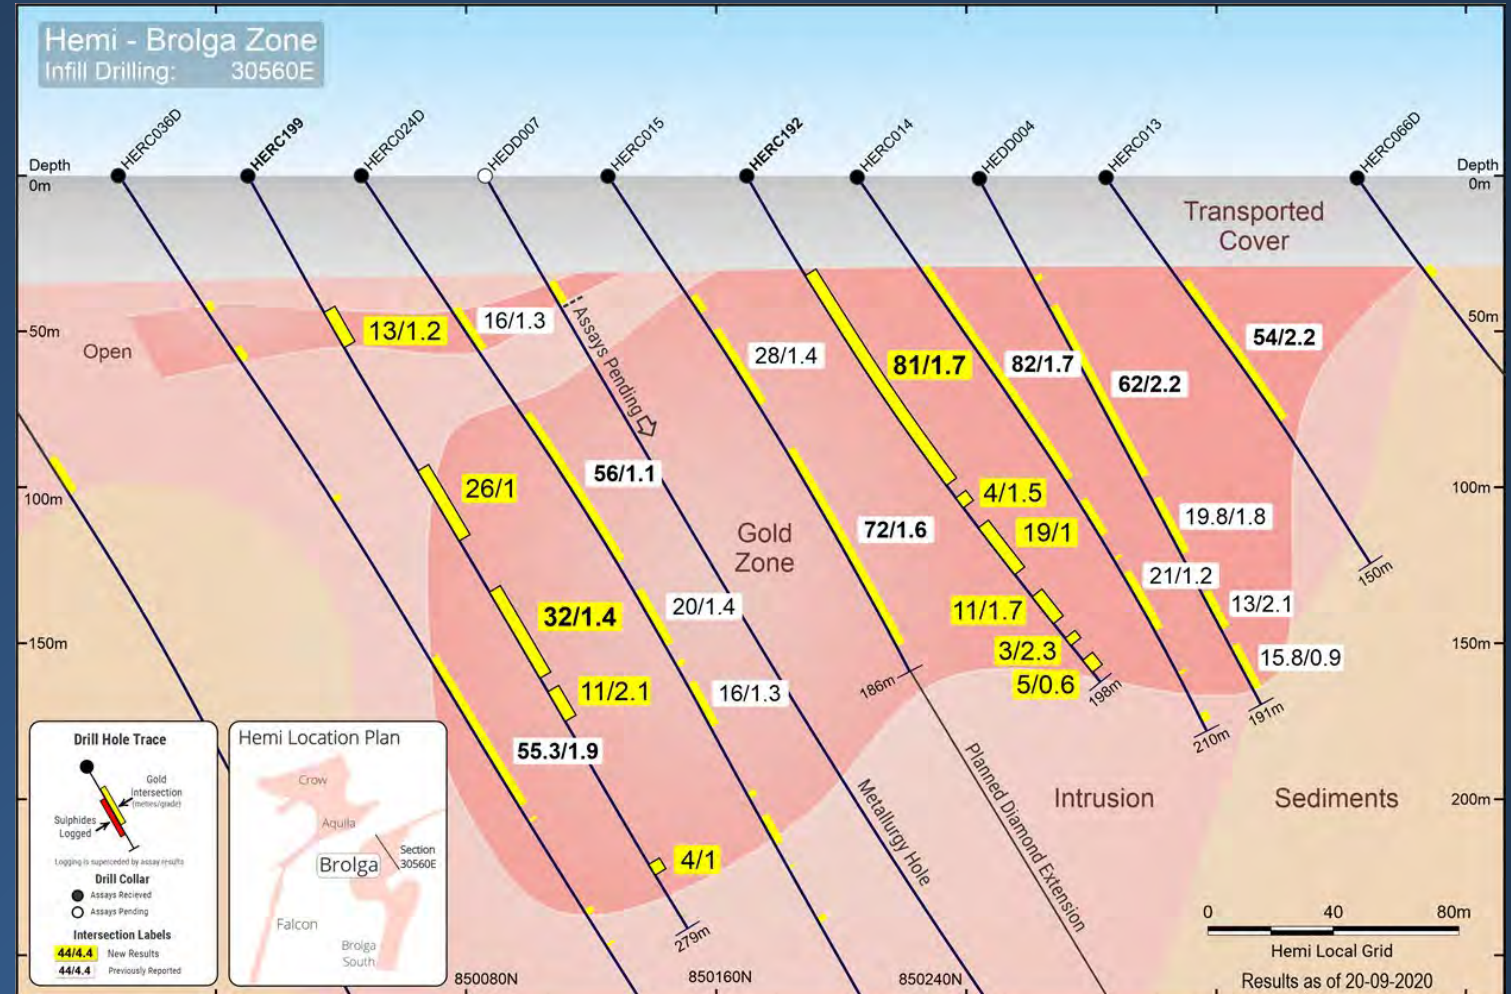 Hemi - Brolga Zone
Infill Drilling: 30560E
HERC036D
HERC199
HERC024D
HEDD007
HERC015
HERC192
HERC014
HEDD004
HERC013
HERC066D
Depth
0m
Depth
0m
Transported
Cover
50m
50m
Open
13/1.2
16/1.3
Assays Pending
28/1.4
81/1.7
82/1.7
62/2.2
54/2.2
100m
100m
26/1
56/1.1
72/1.6
4/1.5
19/1
19.8/1.8
Gold
Zone
150m
150m
150m
32/1.4
20/1.4
11/1.7
21/1.2
13/2.1
3/2.3
15.8/0.9
5/0.6
11/2.1
16/1.3
186m
198m
191m
210m
55.3/1.9
Metallurgy Hole
Planned Diamond Extension
Intrusion
Sediments
200m
4/1
279m
Drill Hole Trace
Gold
Intersection
(metres/grade)
Sulphides
Logged
Logging is superceded by assay results
Drill Collar
Assays Recieved
Assays Pending
Intersection Labels
44/4.4 New Results
44/4.4 Previously Reported
Hemi Location Plan
Crow
Aquila
Brolga
Section
30560E
Falcon
Brolga
South
850080N
850160N
850240N
0 40 80m
Hemi Local Grid
Results as of 20-09-2020